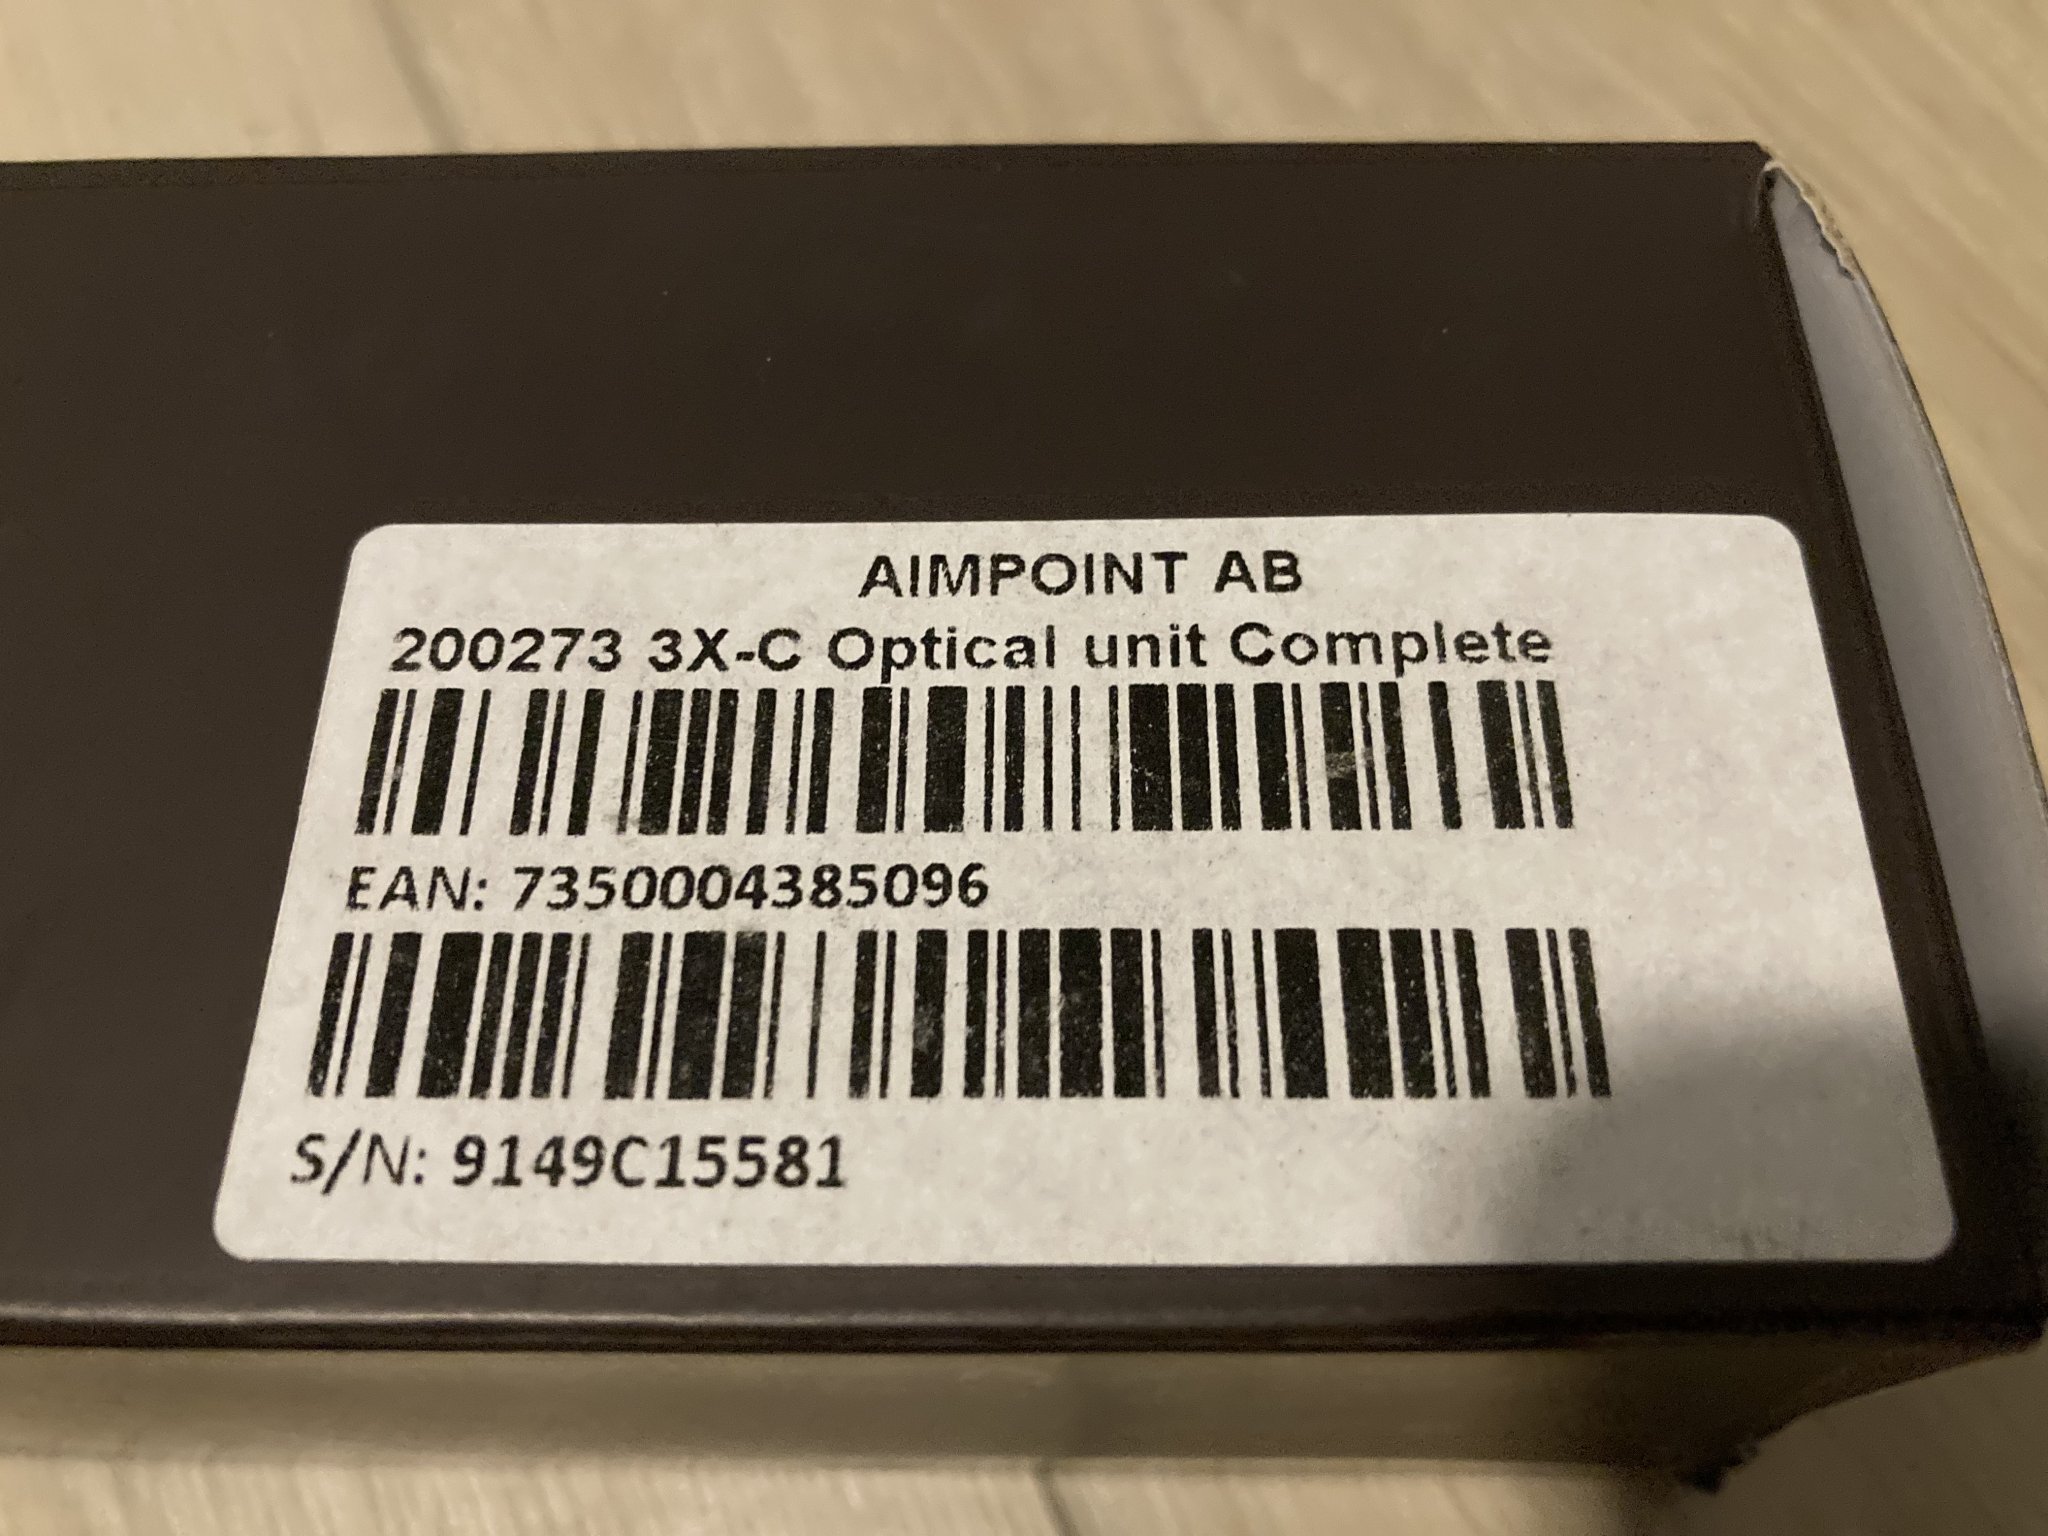 AIMPOINT AB
200273 3X-C Optical unit Complete
EAN: 7350004385096
S/N: 9149C15581